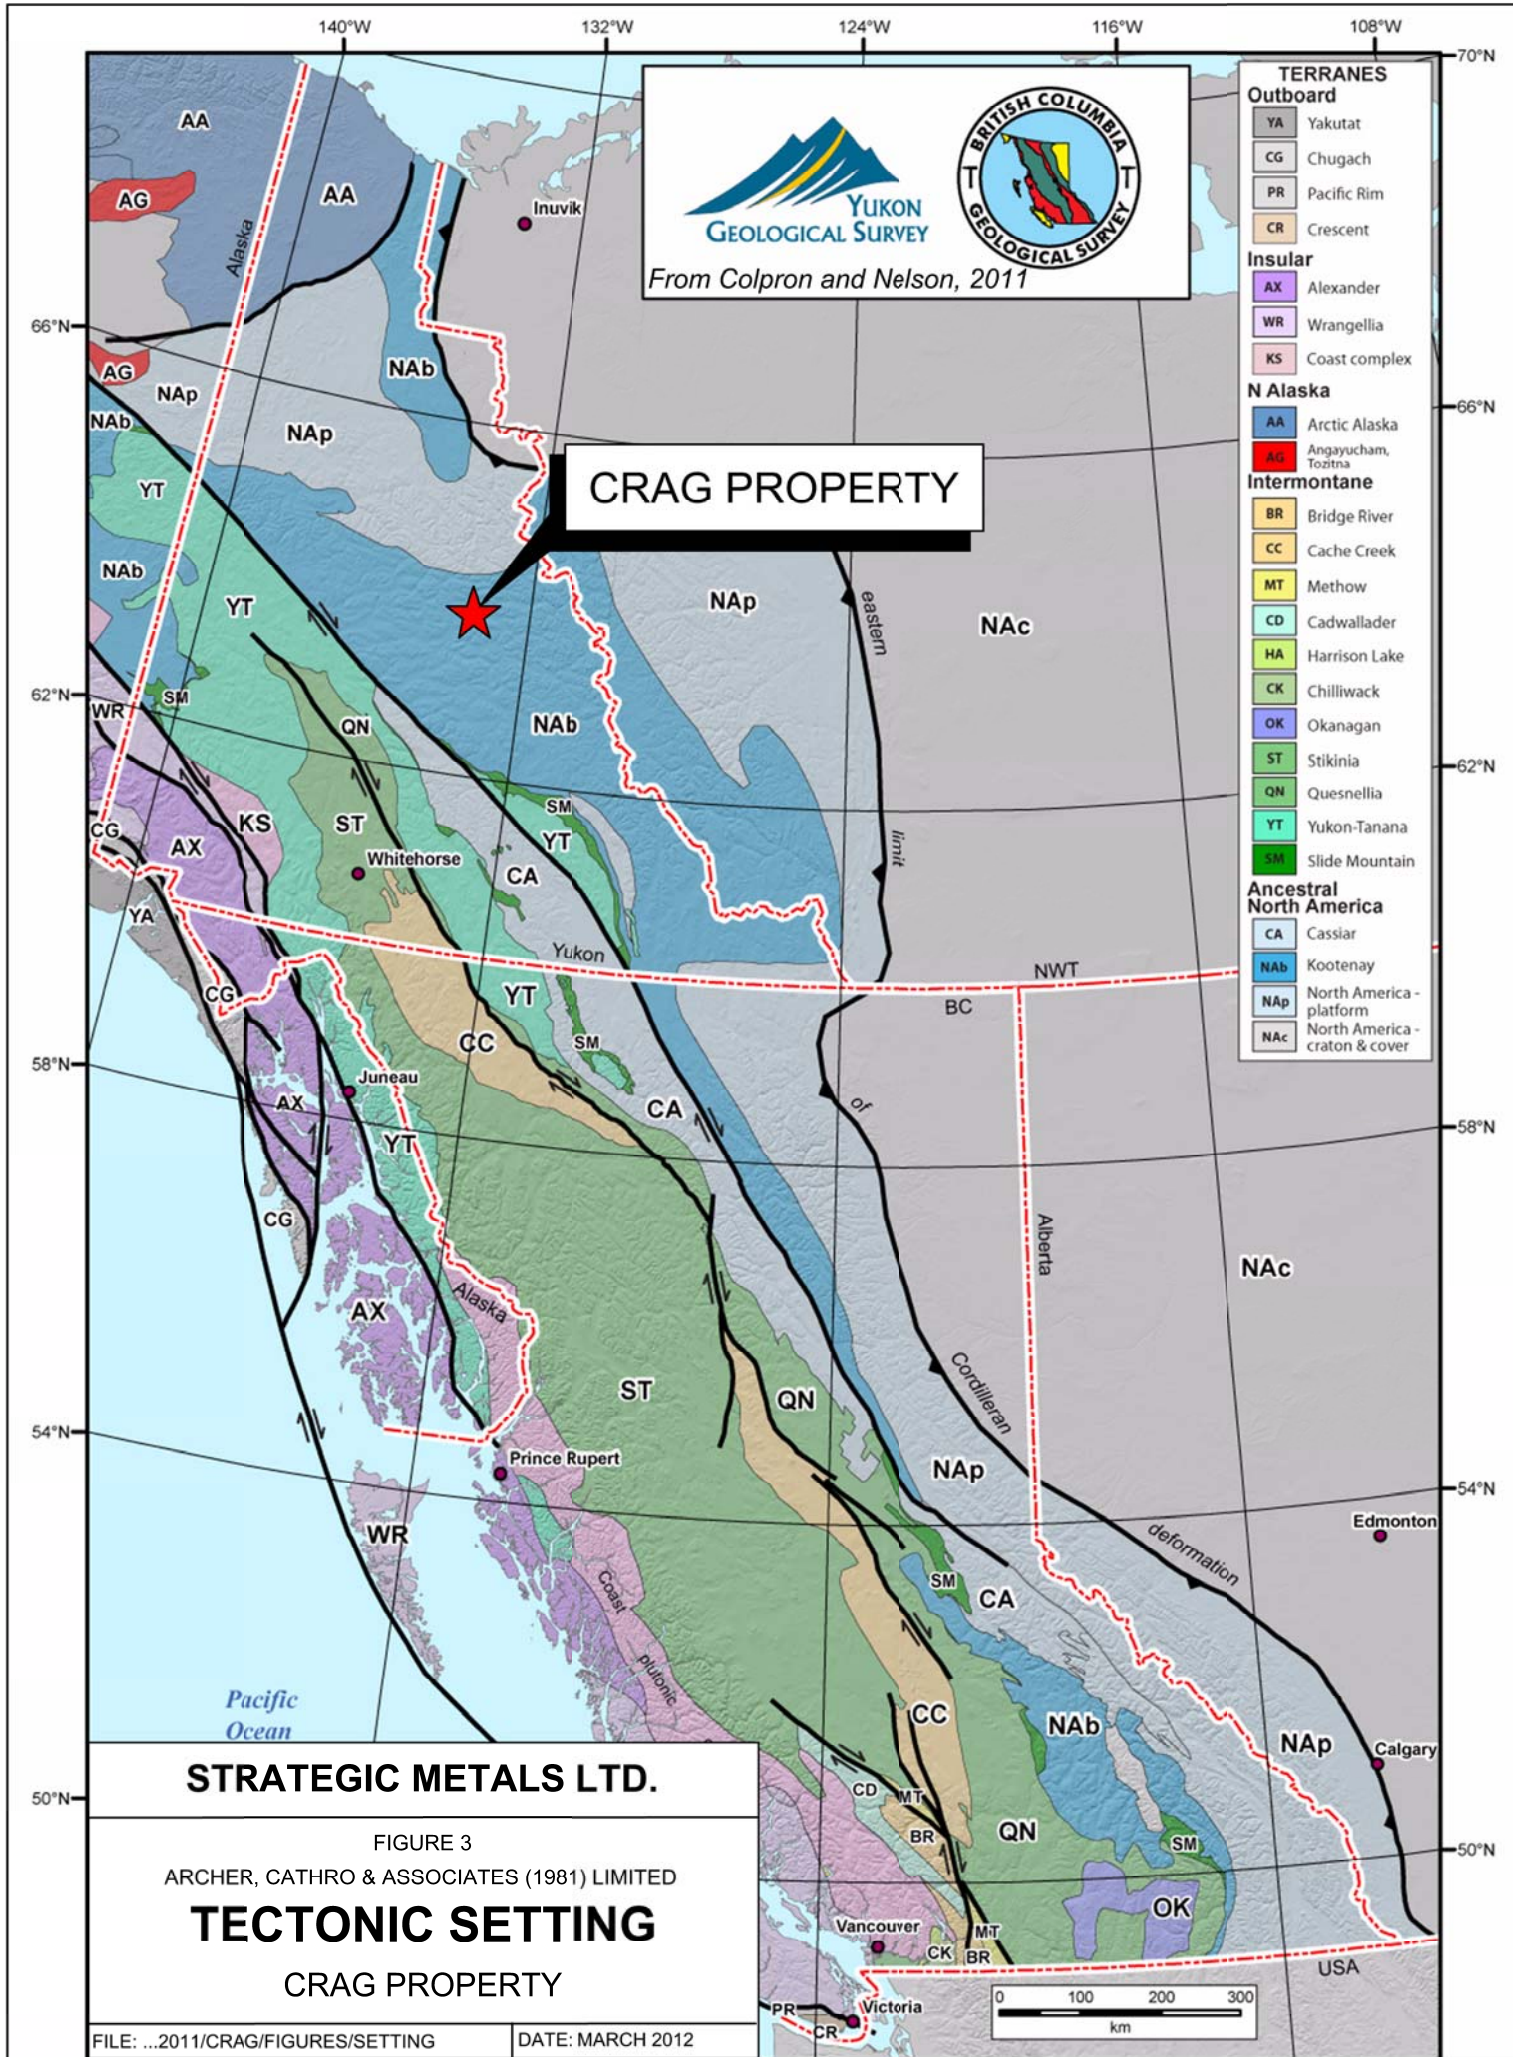 140°W
132°W
124°W
116°W
108°W
70°N
66°N
62°N
58°N
54°N
50°N
66°N
62°N
58°N
54°N
50°N
YUKON
GEOLOGICAL SURVEY
BRITISH COLUMBIA
GEOLOGICAL SURVEY
From Colpron and Nelson, 2011
TERRANES
Outboard
YA Yakutat
CG Chugach
PR Pacific Rim
CR Crescent
Insular
AX Alexander
WR Wrangellia
KS Coast complex
N Alaska
AA Arctic Alaska
AG Angayucham,
Tozitna
Intermontane
BR Bridge River
CC Cache Creek
MT Methow
CD Cadwallader
HA Harrison Lake
CK Chilliwack
OK Okanagan
ST Stikinia
QN Quesnellia
YT Yukon-Tanana
SM Slide Mountain
Ancestral
North America
CA Cassiar
NAb Kootenay
NAp North America -
platform
NAc North America -
craton & cover
AA
AG
AA
Alaska
Inuvik
NAb
AG
NAp
NAb
NAp
YT
CRAG PROPERTY
NAb
YT
NAp
eastern
NAc
SM
WR
QN
NAb
SM
CG
AX
KS
ST
YT
limit
Whitehorse
CA
YA
Yukon
NWT
CG
YT
BC
CC
SM
Juneau
AX
CA
of
YT
CG
Alberta
NAc
AX
Alaska
ST
QN
Cordilleran
Prince Rupert
NAp
WR
Edmonton
deformation
Coast
SM
CA
plutonic
Pacific
Ocean
CC
NAb
NAp
Calgary
CD
MT
BR
QN
SM
OK
Vancouver
CK
MT
BR
USA
PR
Victoria
CR
0 100 200 300
km
STRATEGIC METALS LTD.
FIGURE 3
ARCHER, CATHRO & ASSOCIATES (1981) LIMITED
TECTONIC SETTING
CRAG PROPERTY
FILE: ...2011/CRAG/FIGURES/SETTING
DATE: MARCH 2012